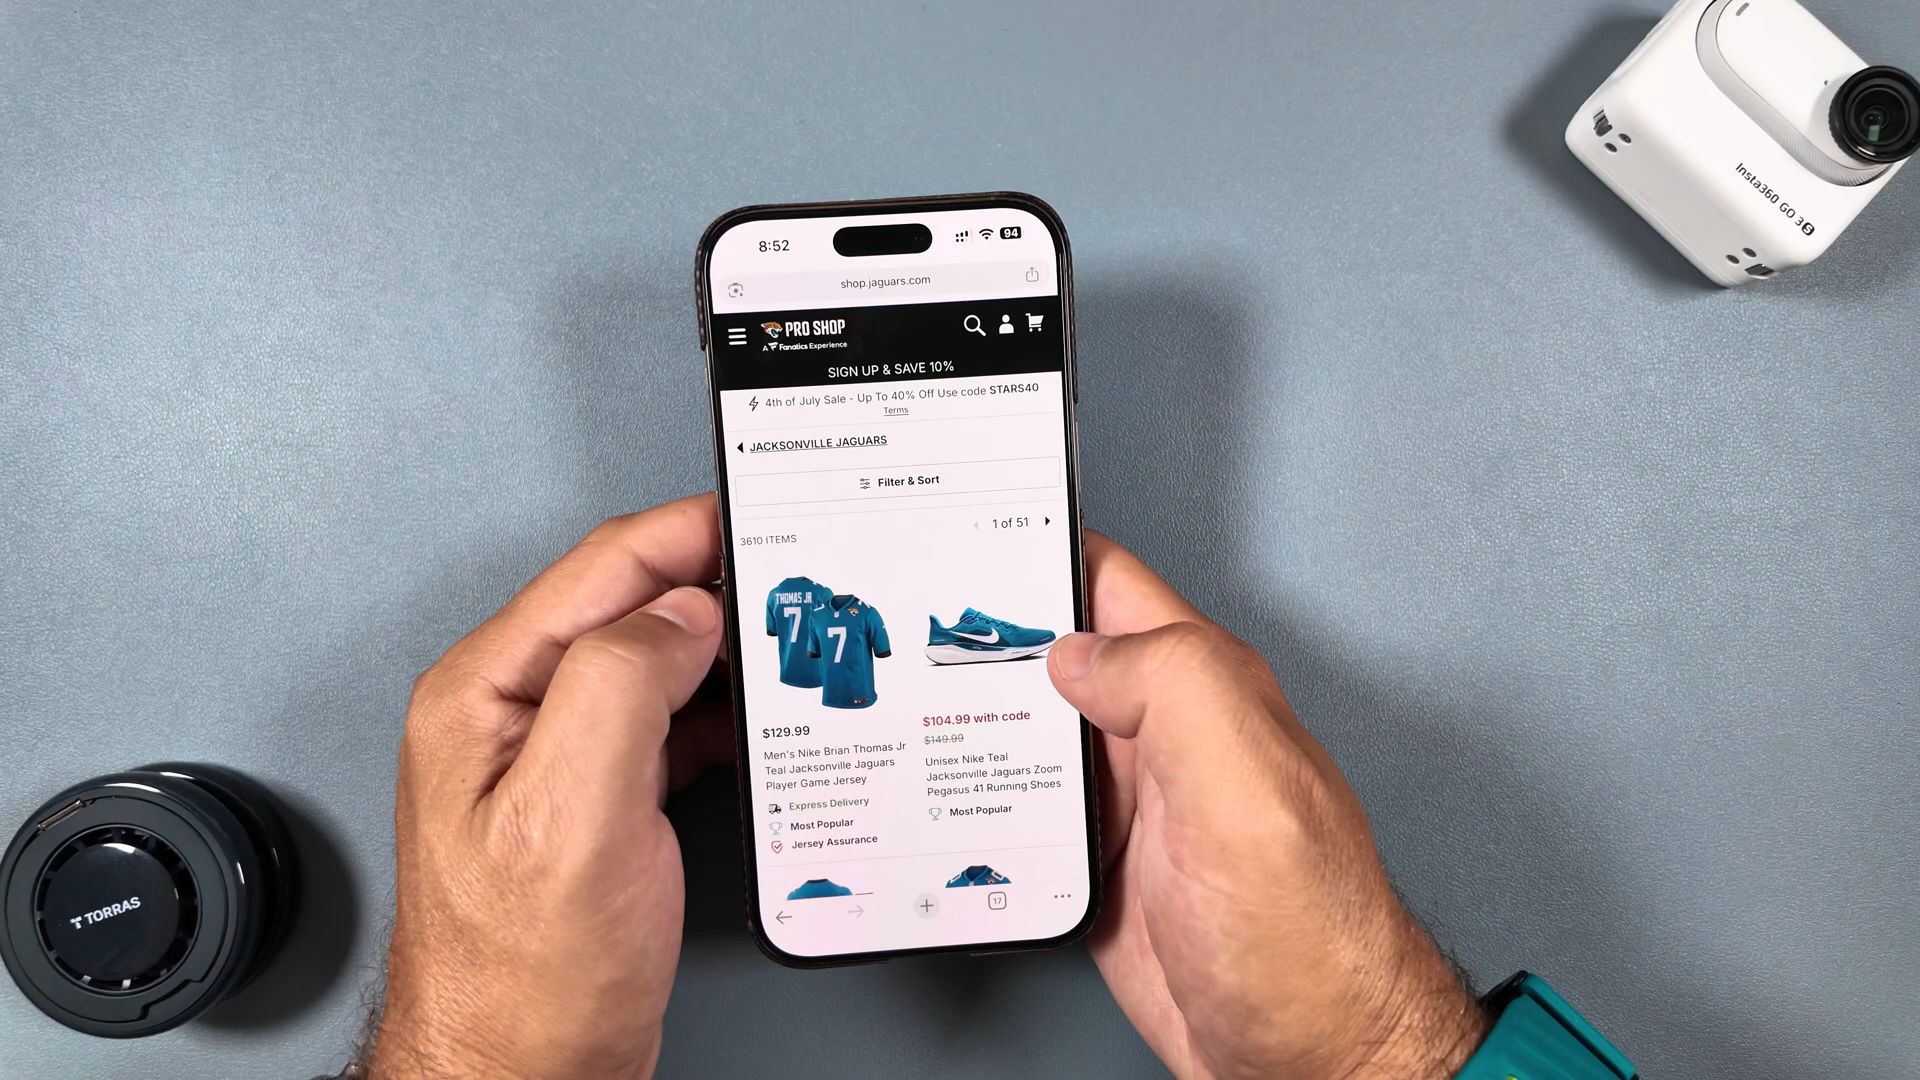 8:52
94
shop.jaguars.com
PRO SHOP
A Fanatics Experience
SIGN UP & SAVE 10%
4th of July Sale - Up To 40% Off Use code STARS40
Terms
JACKSONVILLE JAGUARS
Filter & Sort
1 of 51
3610 ITEMS
THOMAS JR
7
7
$129.99
Men's Nike Brian Thomas Jr
Teal Jacksonville Jaguars
Player Game Jersey
Express Delivery
Most Popular
Jersey Assurance
$104.99 with code
$149.99
Unisex Nike Teal
Jacksonville Jaguars Zoom
Pegasus 41 Running Shoes
Most Popular
17
Insta360 GO 3S
TORRAS